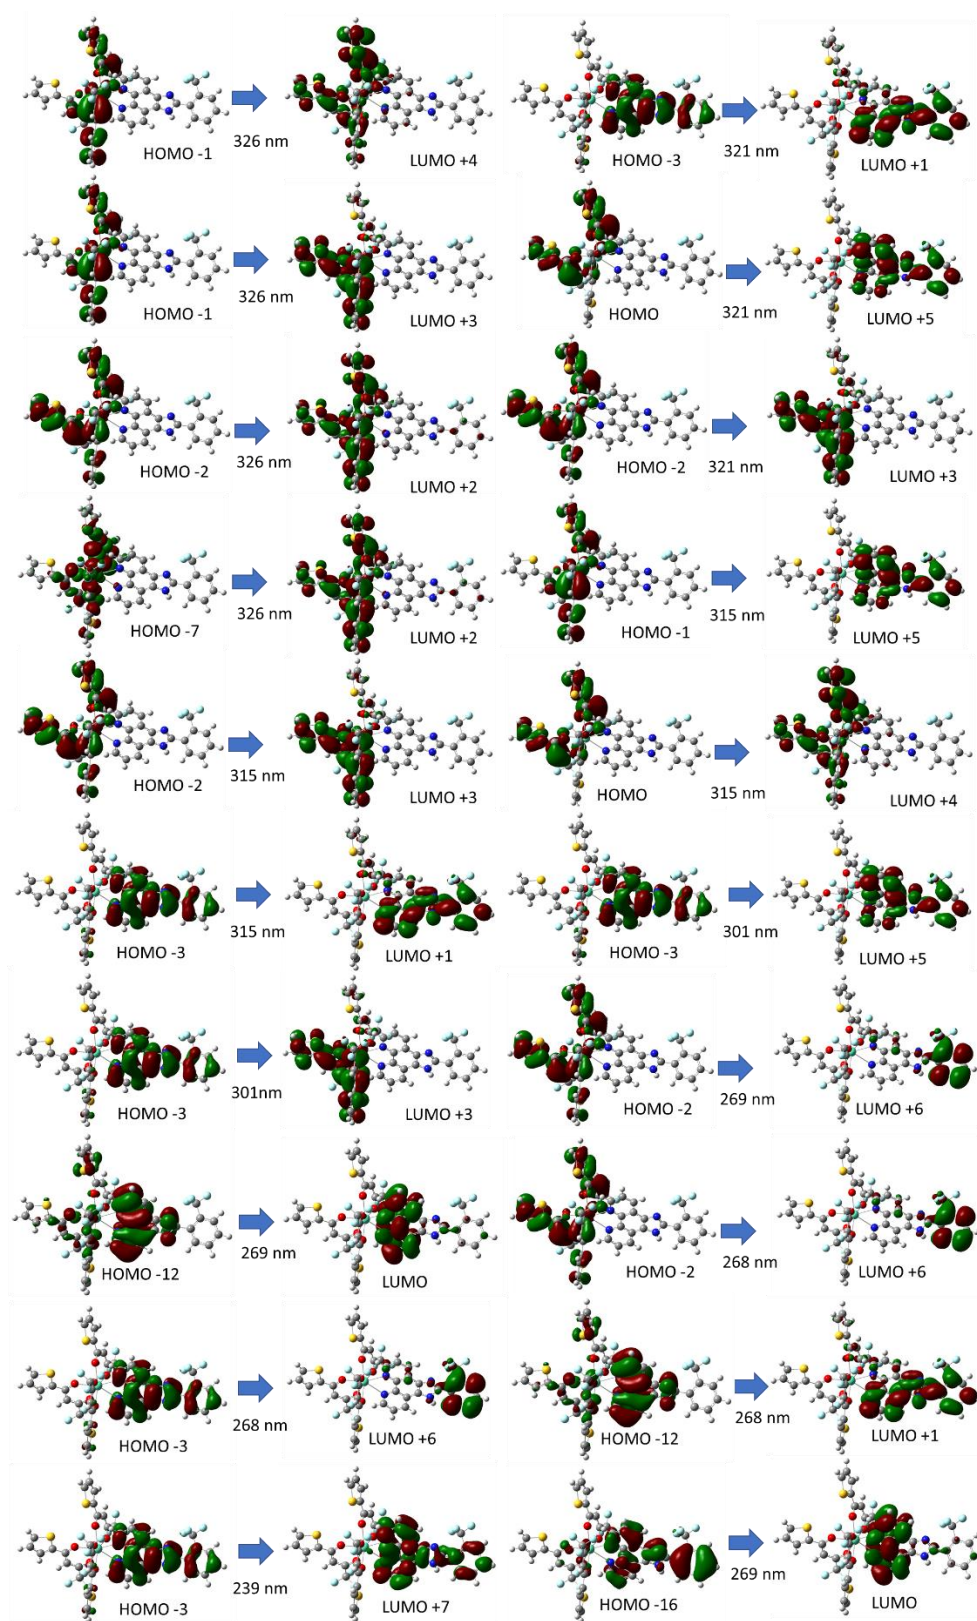 HOMO -1
326 nm
LUMO +4
HOMO -3
321 nm
LUMO +1
HOMO -1
326 nm
LUMO +3
HOMO
321 nm
LUMO +5
HOMO -2
326 nm
LUMO +2
HOMO -2
321 nm
LUMO +3
HOMO -7
326 nm
LUMO +2
HOMO -1
315 nm
LUMO +5
HOMO -2
315 nm
LUMO +3
HOMO
315 nm
LUMO +4
HOMO -3
315 nm
LUMO +1
HOMO -3
301 nm
LUMO +5
HOMO -3
301nm
LUMO +3
HOMO -2
269 nm
LUMO +6
HOMO -12
269 nm
LUMO
HOMO -2
268 nm
LUMO +6
HOMO -3
268 nm
LUMO +6
HOMO -12
268 nm
LUMO +1
HOMO -3
239 nm
LUMO +7
HOMO -16
269 nm
LUMO